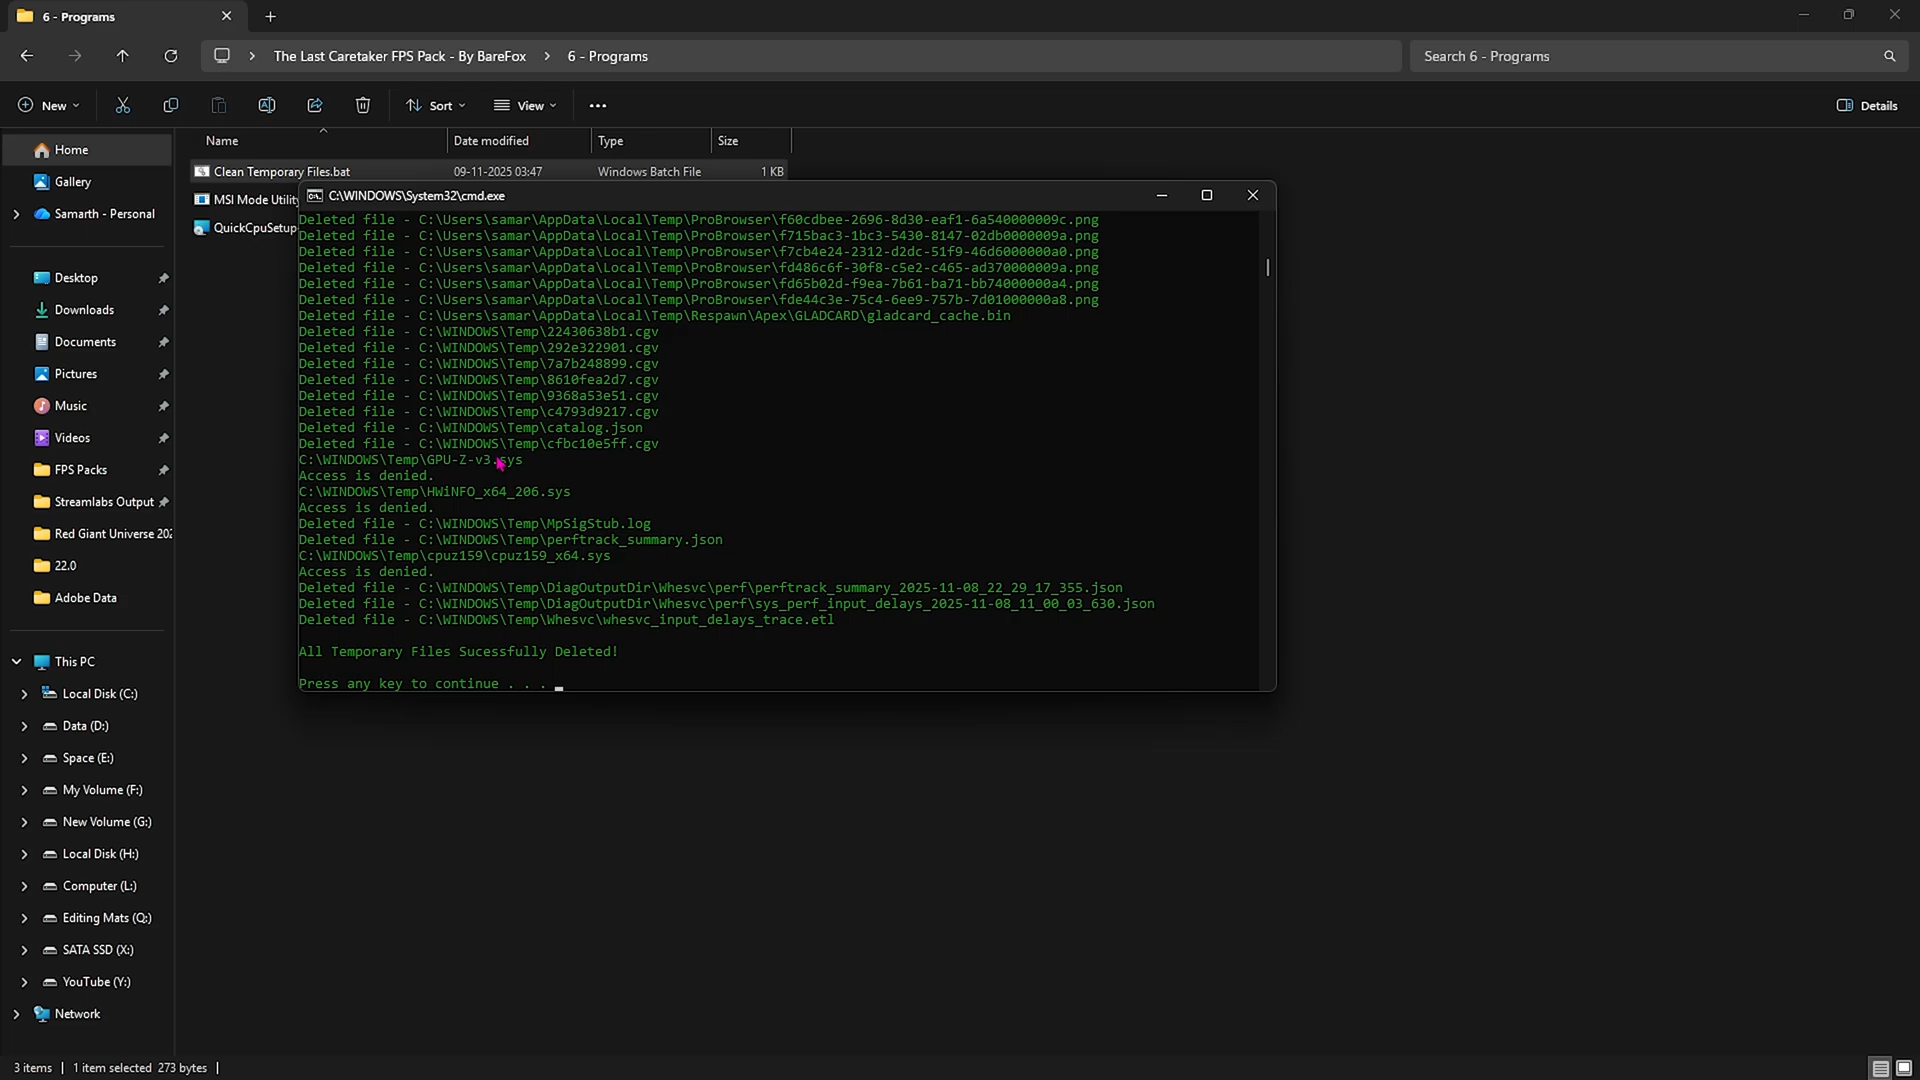 6 - Programs
The Last Caretaker FPS Pack - By BareFox > 6 - Programs
Search 6 - Programs
New
Sort
View
Details
Name
Date modified
Type
Size
Clean Temporary Files.bat
09-11-2025 03:47
Windows Batch File
1 KB
MSI Mode Utility
QuickCpuSetup
Home
Gallery
Samarth - Personal
Desktop
Downloads
Documents
Pictures
Music
Videos
FPS Packs
Streamlabs Output
Red Giant Universe 202
22.0
Adobe Data
This PC
Local Disk (C:)
Data (D:)
Space (E:)
My Volume (F:)
New Volume (G:)
Local Disk (H:)
Computer (L:)
Editing Mats (Q:)
SATA SSD (X:)
YouTube (Y:)
Network
C:\WINDOWS\System32\cmd.exe
Deleted file - C:\Users\samar\AppData\Local\Temp\ProBrowser\f60cdbee-2696-8d30-eaf1-6a540000009c.png
Deleted file - C:\Users\samar\AppData\Local\Temp\ProBrowser\f715bac3-1bc3-5430-8147-02db0000009a.png
Deleted file - C:\Users\samar\AppData\Local\Temp\ProBrowser\f7cb4e24-2312-d2dc-51f9-46d6000000a0.png
Deleted file - C:\Users\samar\AppData\Local\Temp\ProBrowser\fd486c6f-30f8-c5e2-c465-ad370000009a.png
Deleted file - C:\Users\samar\AppData\Local\Temp\ProBrowser\fd65b02d-f9ea-7b61-ba71-bb74000000a4.png
Deleted file - C:\Users\samar\AppData\Local\Temp\ProBrowser\fde44c3e-75c4-6ee9-757b-7d01000000a8.png
Deleted file - C:\Users\samar\AppData\Local\Temp\Respawn\Apex\GLADCARD\gladcard_cache.bin
Deleted file - C:\WINDOWS\Temp\22430638b1.cgv
Deleted file - C:\WINDOWS\Temp\292e322901.cgv
Deleted file - C:\WINDOWS\Temp\7a7b248899.cgv
Deleted file - C:\WINDOWS\Temp\8610fea2d7.cgv
Deleted file - C:\WINDOWS\Temp\9368a53e51.cgv
Deleted file - C:\WINDOWS\Temp\c4793d9217.cgv
Deleted file - C:\WINDOWS\Temp\catalog.json
Deleted file - C:\WINDOWS\Temp\cfbc10e5ff.cgv
C:\WINDOWS\Temp\GPU-Z-v3.sys
Access is denied.
C:\WINDOWS\Temp\HWiNFO_x64_206.sys
Access is denied.
Deleted file - C:\WINDOWS\Temp\MpSigStub.log
Deleted file - C:\WINDOWS\Temp\perftrack_summary.json
C:\WINDOWS\Temp\cpuz159\cpuz159_x64.sys
Access is denied.
Deleted file - C:\WINDOWS\Temp\DiagOutputDir\Whesvc\perf\perftrack_summary_2025-11-08_22_29_17_355.json
Deleted file - C:\WINDOWS\Temp\DiagOutputDir\Whesvc\perf\sys_perf_input_delays_2025-11-08_11_00_03_630.json
Deleted file - C:\WINDOWS\Temp\Whesvc\whesvc_input_delays_trace.etl
All Temporary Files Sucessfully Deleted!
Press any key to continue . . .
3 items
1 item selected 273 bytes